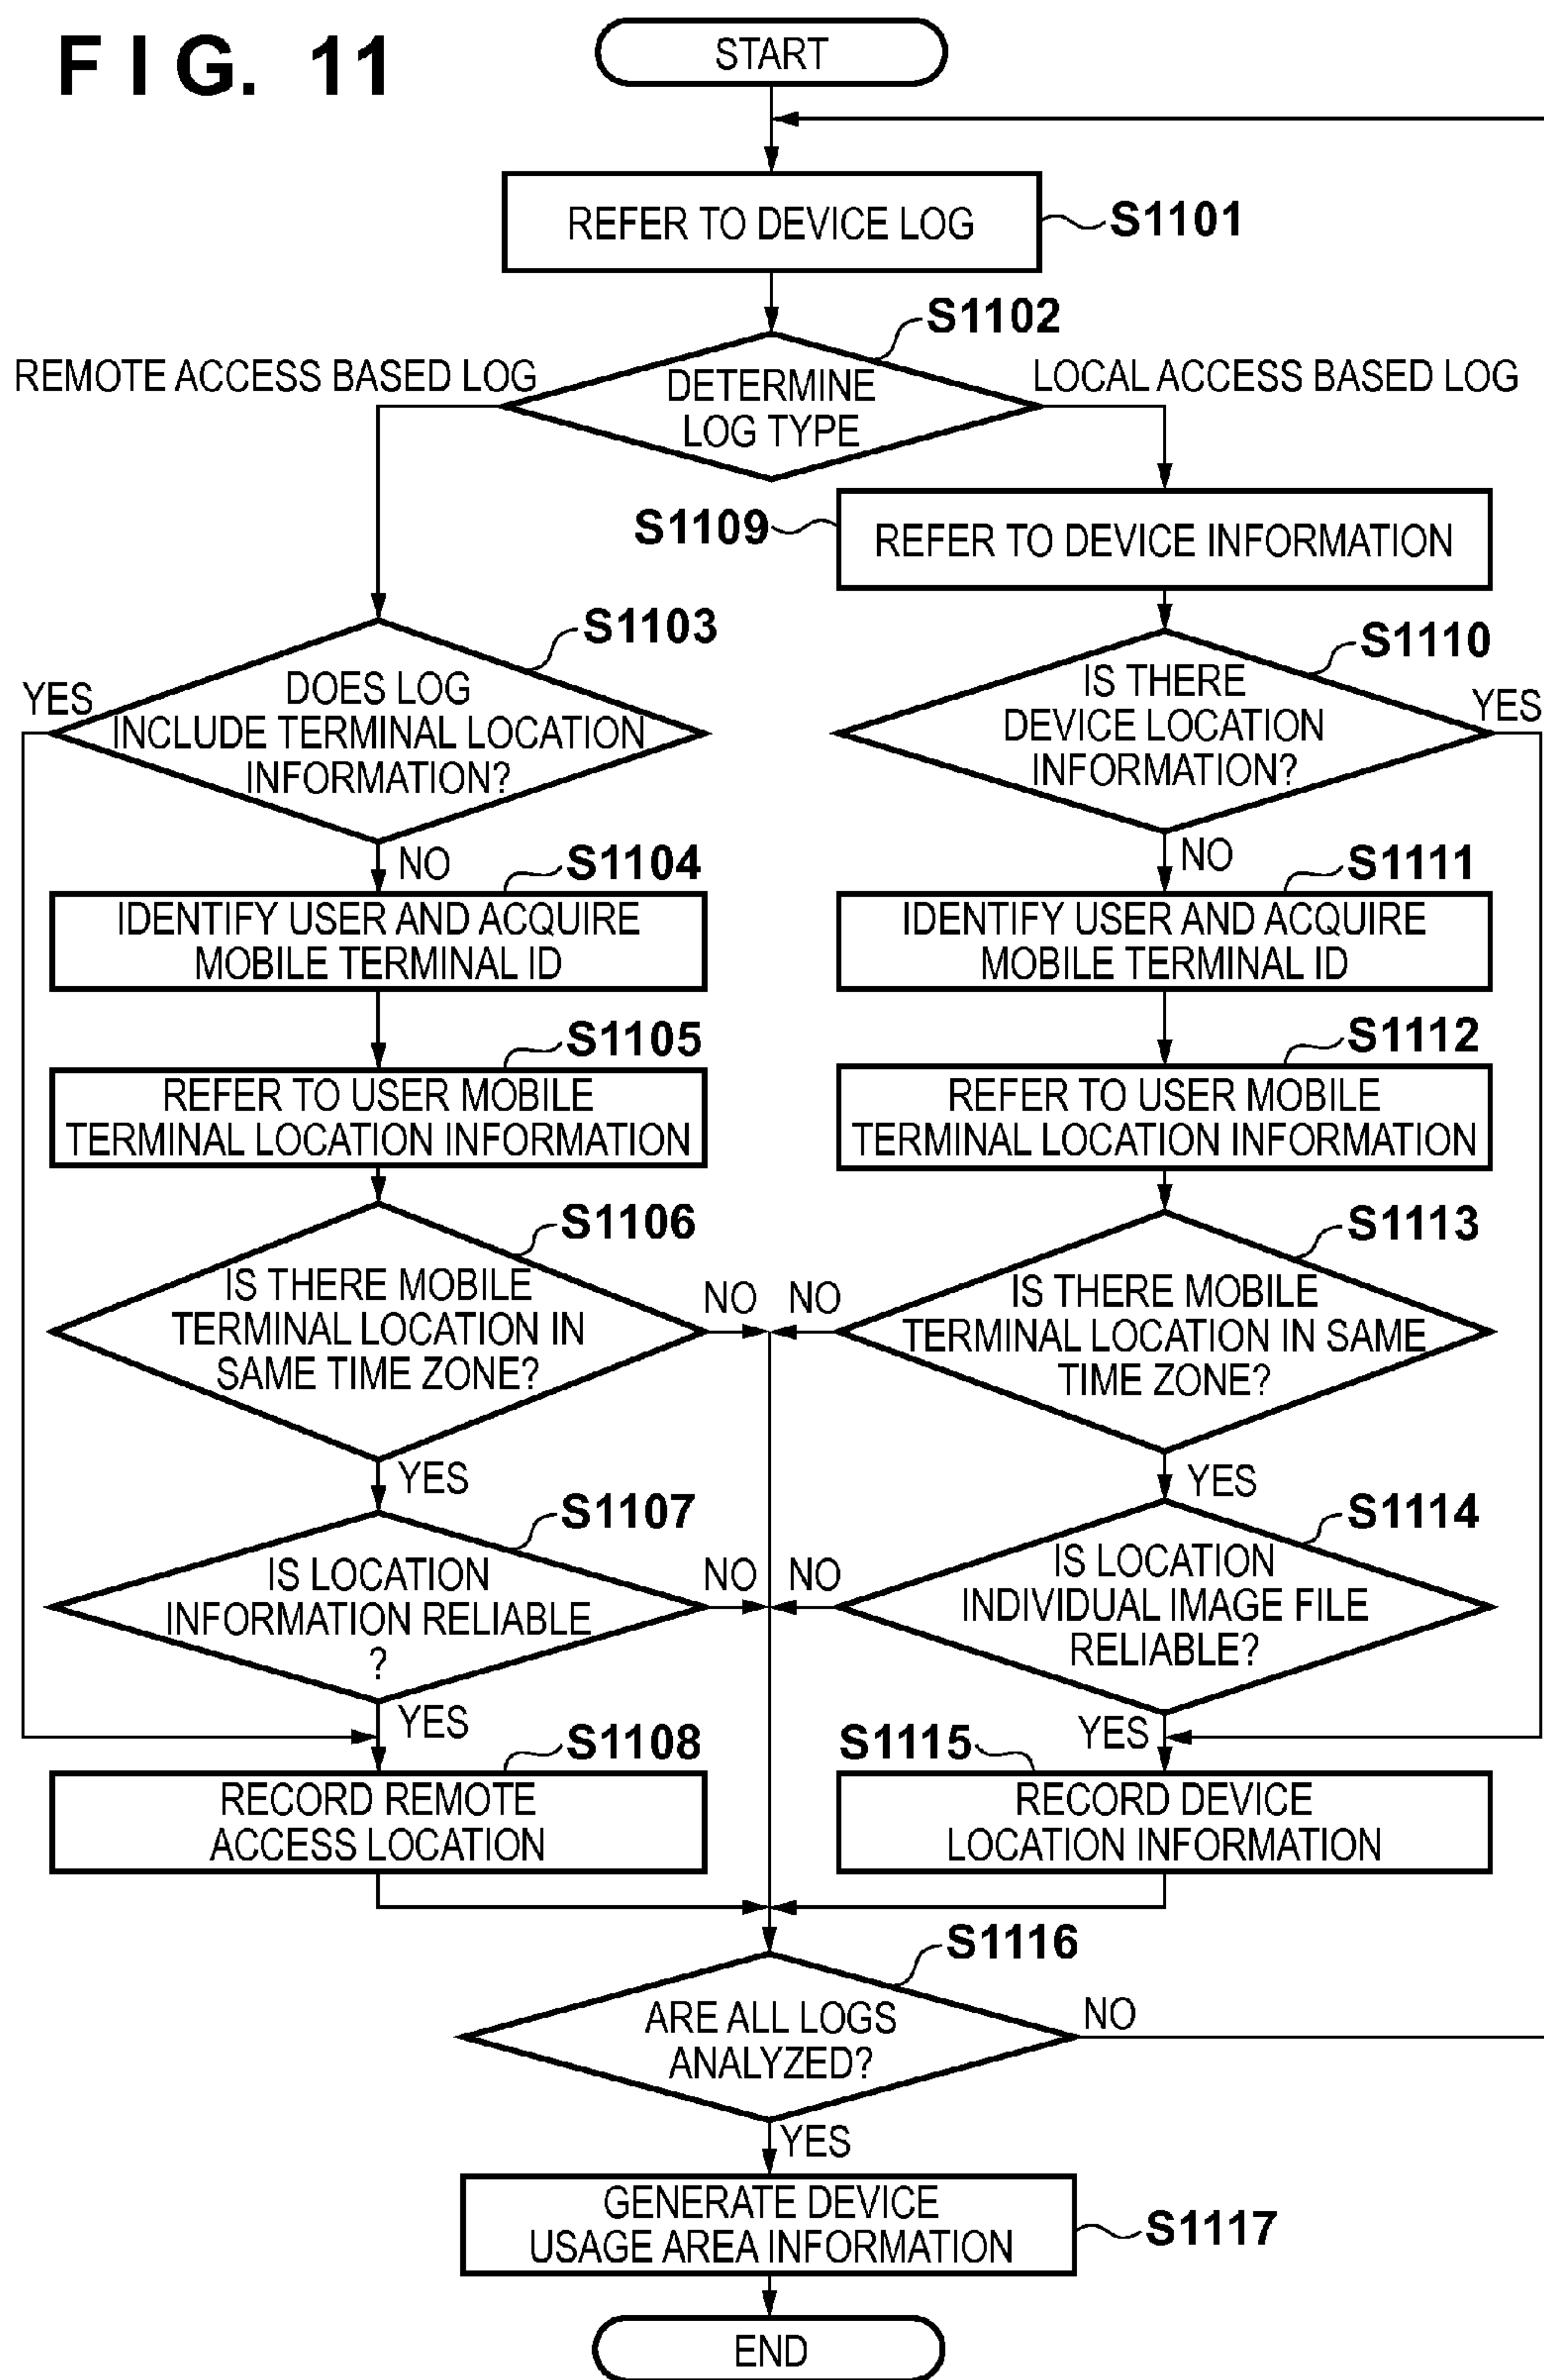 FIG. 11
START
REFER TO DEVICE LOG
S1101
S1102
REMOTE ACCESS BASED LOG
DETERMINE
LOG TYPE
LOCAL ACCESS BASED LOG
S1109
REFER TO DEVICE INFORMATION
S1103
YES
DOES LOG
INCLUDE TERMINAL LOCATION
INFORMATION?
NO
S1110
IS THERE
DEVICE LOCATION
INFORMATION?
YES
NO
S1104
IDENTIFY USER AND ACQUIRE
MOBILE TERMINAL ID
S1111
IDENTIFY USER AND ACQUIRE
MOBILE TERMINAL ID
S1105
REFER TO USER MOBILE
TERMINAL LOCATION INFORMATION
S1112
REFER TO USER MOBILE
TERMINAL LOCATION INFORMATION
S1106
IS THERE MOBILE
TERMINAL LOCATION IN
SAME TIME ZONE?
NO
YES
S1113
NO
IS THERE MOBILE
TERMINAL LOCATION IN SAME
TIME ZONE?
YES
S1107
IS LOCATION
INFORMATION RELIABLE
?
NO
YES
S1114
NO
IS LOCATION
INDIVIDUAL IMAGE FILE
RELIABLE?
YES
S1108
RECORD REMOTE
ACCESS LOCATION
S1115
RECORD DEVICE
LOCATION INFORMATION
S1116
ARE ALL LOGS
ANALYZED?
NO
YES
GENERATE DEVICE
USAGE AREA INFORMATION
S1117
END